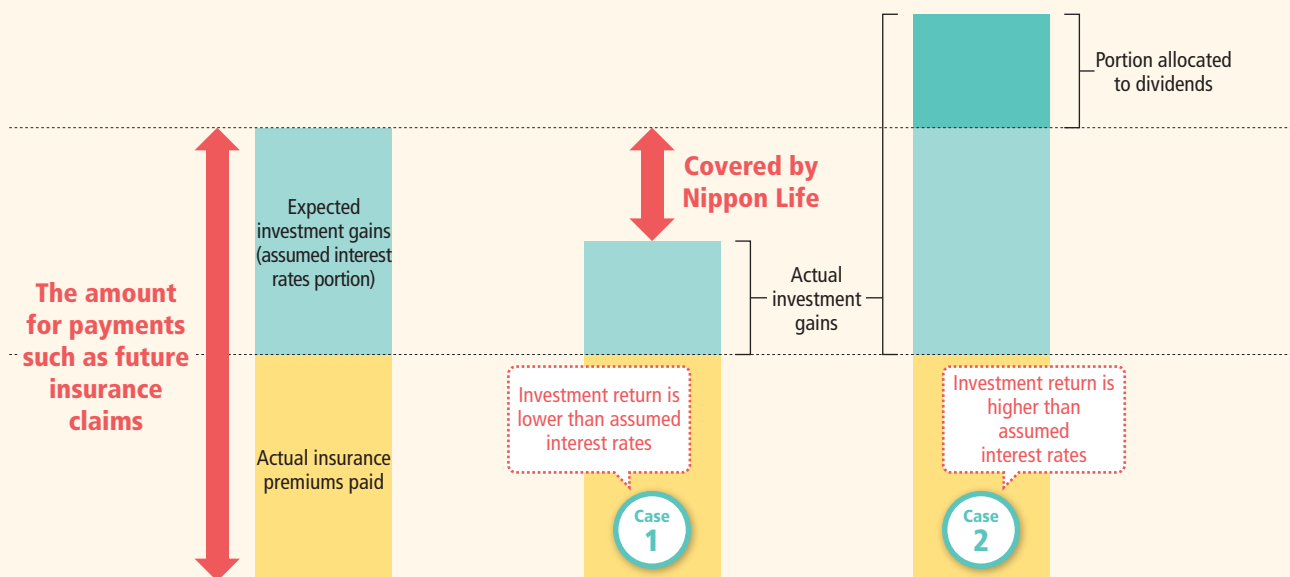 The amount
for payments
such as future
insurance
claims
Expected
investment gains
(assumed interest
rates portion)
Actual insurance
premiums paid
Covered by
Nippon Life
Actual
investment
gains
Investment return is
lower than assumed
interest rates
Case
1
Portion allocated
to dividends
Investment return is
higher than
assumed
interest rates
Case
2